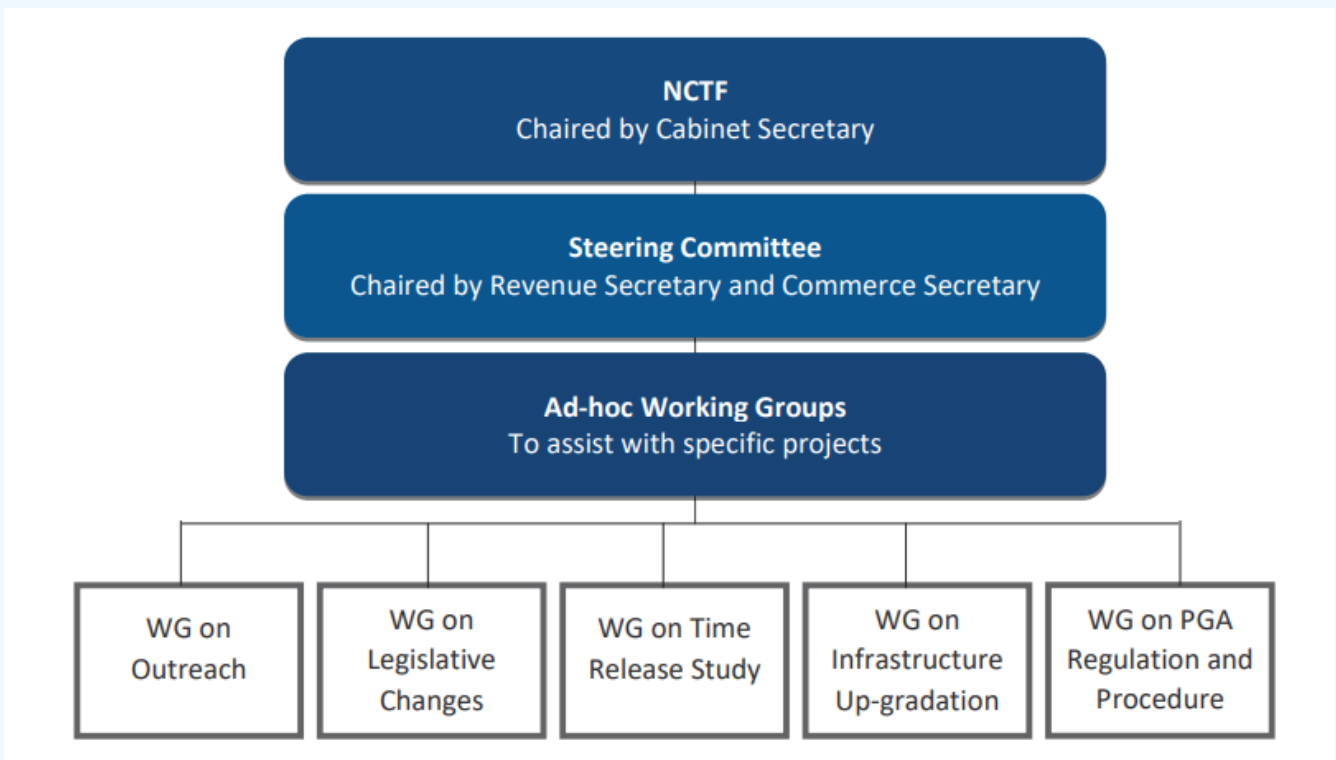 NCTF
Chaired by Cabinet Secretary
Steering Committee
Chaired by Revenue Secretary and Commerce Secretary
Ad-hoc Working Groups
To assist with specific projects
WG on
Outreach
WG on
Legislative
Changes
WG on Time
Release Study
WG on
Infrastructure
Up-gradation
WG on PGA
Regulation and
Procedure